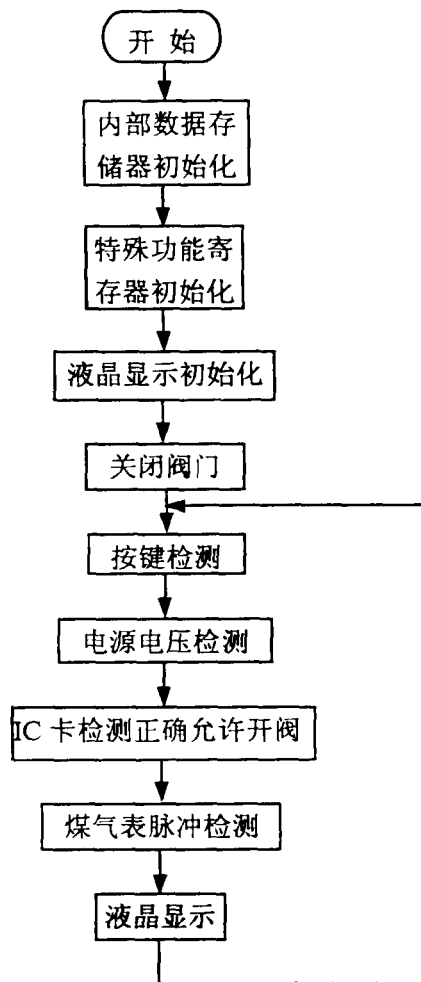 开 始
内部数据存
储器初始化
特殊功能寄
存器初始化
液晶显示初始化
关闭阀门
按键检测
电源电压检测
IC 卡检测正确允许开阀
煤气表脉冲检测
液晶显示